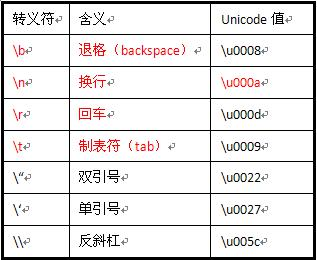 转义符 含义 Unicode 值
\b 退格（backspace） \u0008
\n 换行 \u000a
\r 回车 \u000d
\t 制表符（tab） \u0009
\“ 双引号 \u0022
\‘ 单引号 \u0027
\\ 反斜杠 \u005c